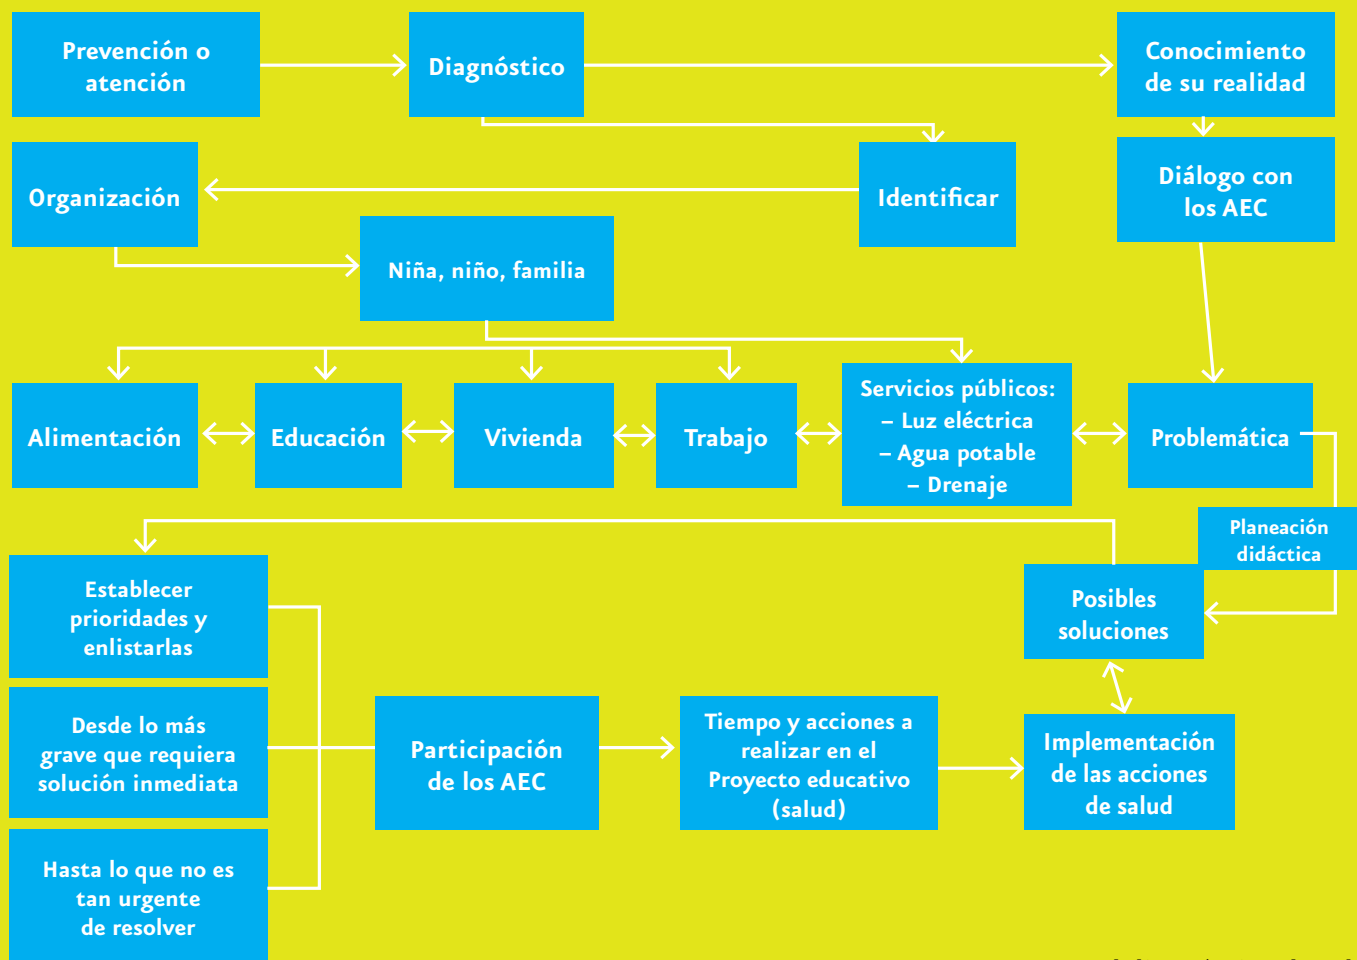 Prevención o
atención
Diagnóstico
Conocimiento
de su realidad
Organización
Identificar
Diálogo con
los AEC
Niña, niño, familia
Alimentación
Educación
Vivienda
Trabajo
Servicios públicos:
– Luz eléctrica
– Agua potable
– Drenaje
Problemática
Planeación
didáctica
Establecer
prioridades y
enlistarlas
Posibles
soluciones
Desde lo más
grave que requiera
solución inmediata
Participación
de los AEC
Tiempo y acciones a
realizar en el
Proyecto educativo
(salud)
Implementación
de las acciones
de salud
Hasta lo que no es
tan urgente
de resolver